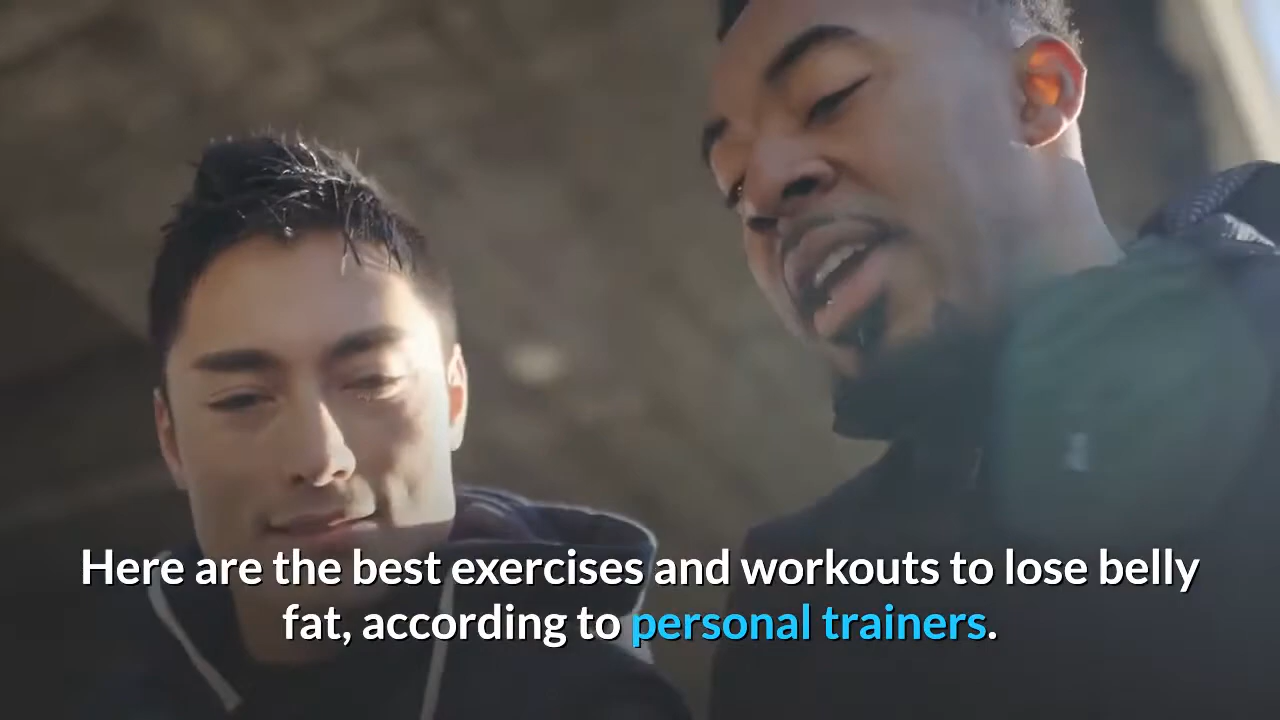 Here are the best exercises and workouts to lose belly
fat, according to personal trainers.